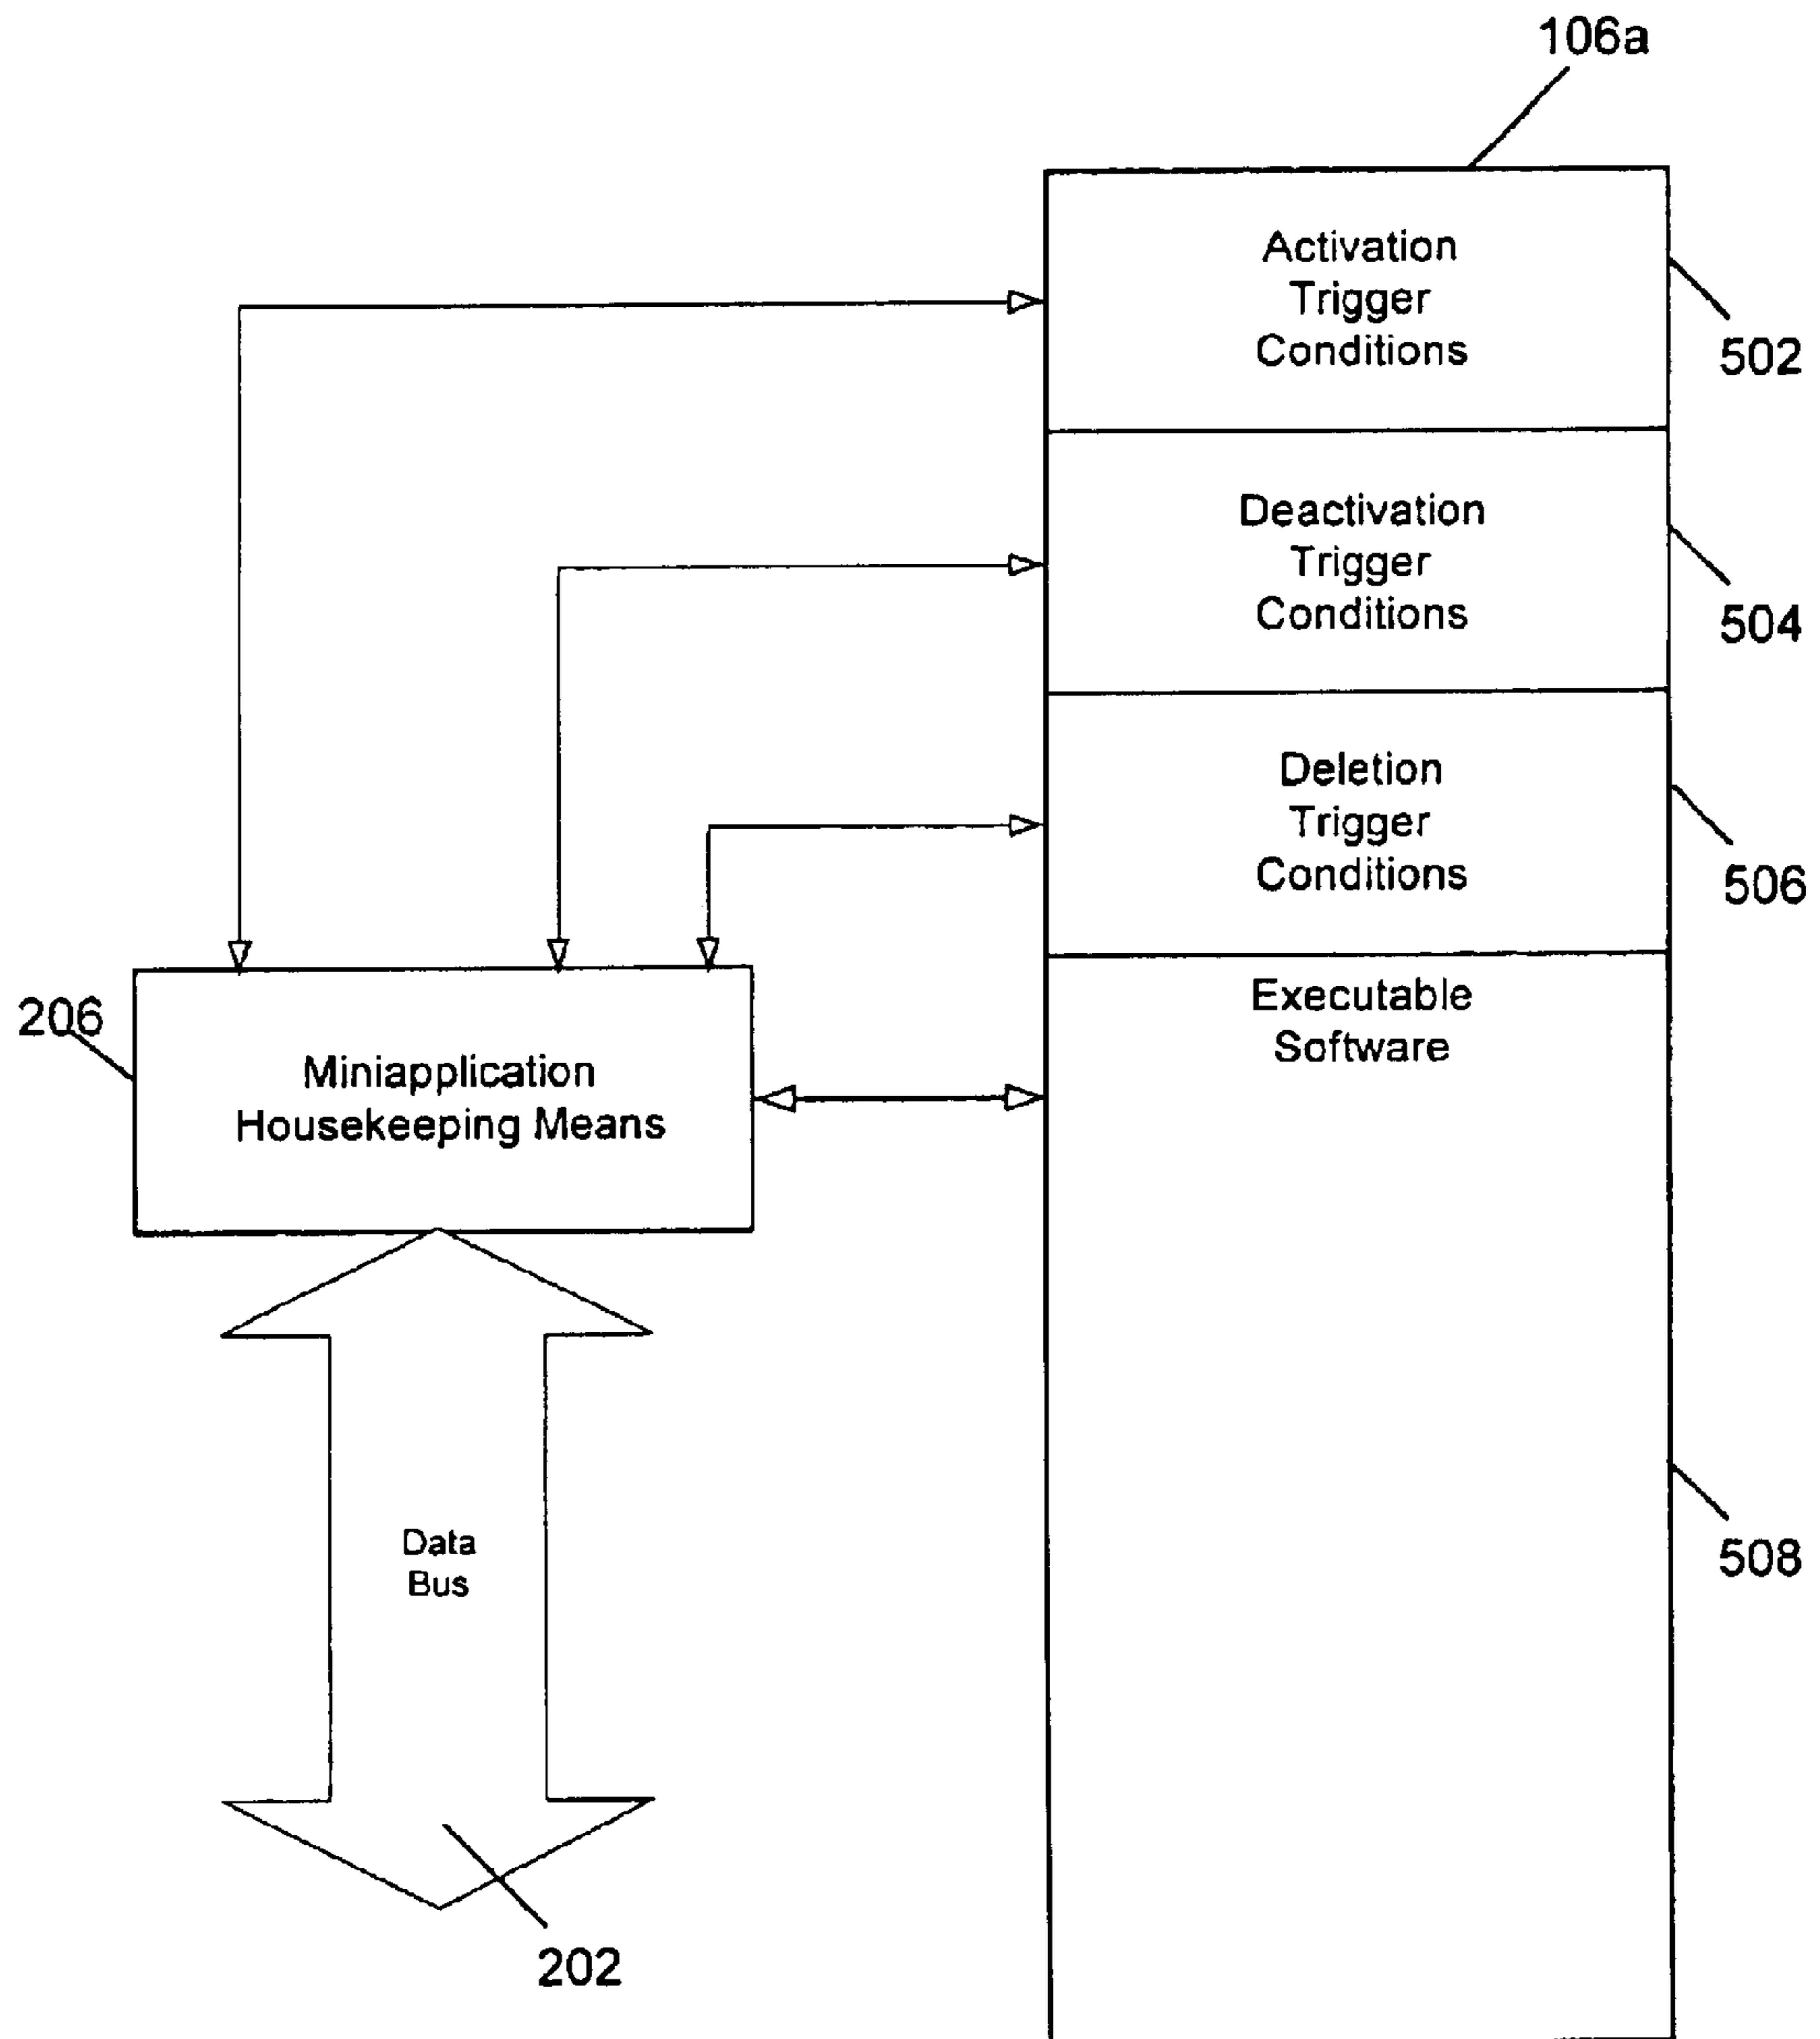 106a
Activation
Trigger
Conditions
502
Deactivation
Trigger
Conditions
504
Deletion
Trigger
Conditions
506
Executable
Software
206
Miniapplication
Housekeeping Means
508
Data
Bus
202